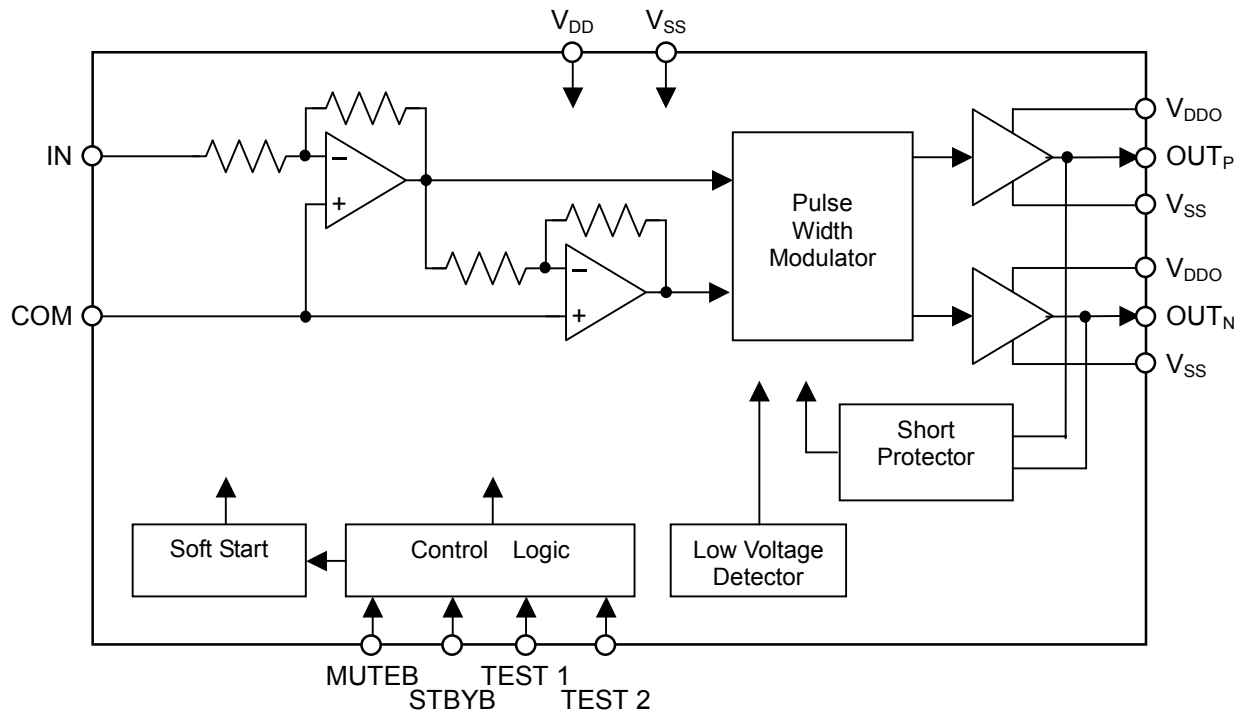 VDD
VSS
IN
COM
−
+
−
+
Pulse
Width
Modulator
VDDO
OUTP
VSS
VDDO
OUTN
VSS
Short
Protector
Soft Start
Control Logic
Low Voltage
Detector
MUTEB
STBYB
TEST 1
TEST 2